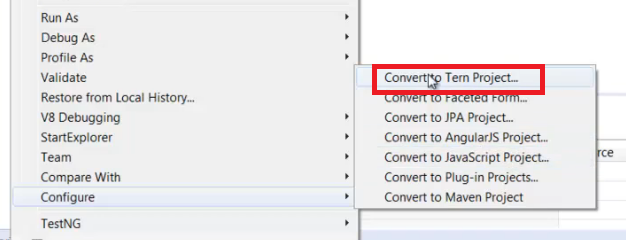 Run As
Debug As
Profile As
Validate
Restore from Local History...
V8 Debugging
StartExplorer
Team
Compare With
Configure
TestNG
Convert to Tern Project...
Convert to Faceted Form...
Convert to JPA Project...
Convert to AngularJS Project...
Convert to JavaScript Project...
Convert to Plug-in Projects...
Convert to Maven Project
rce